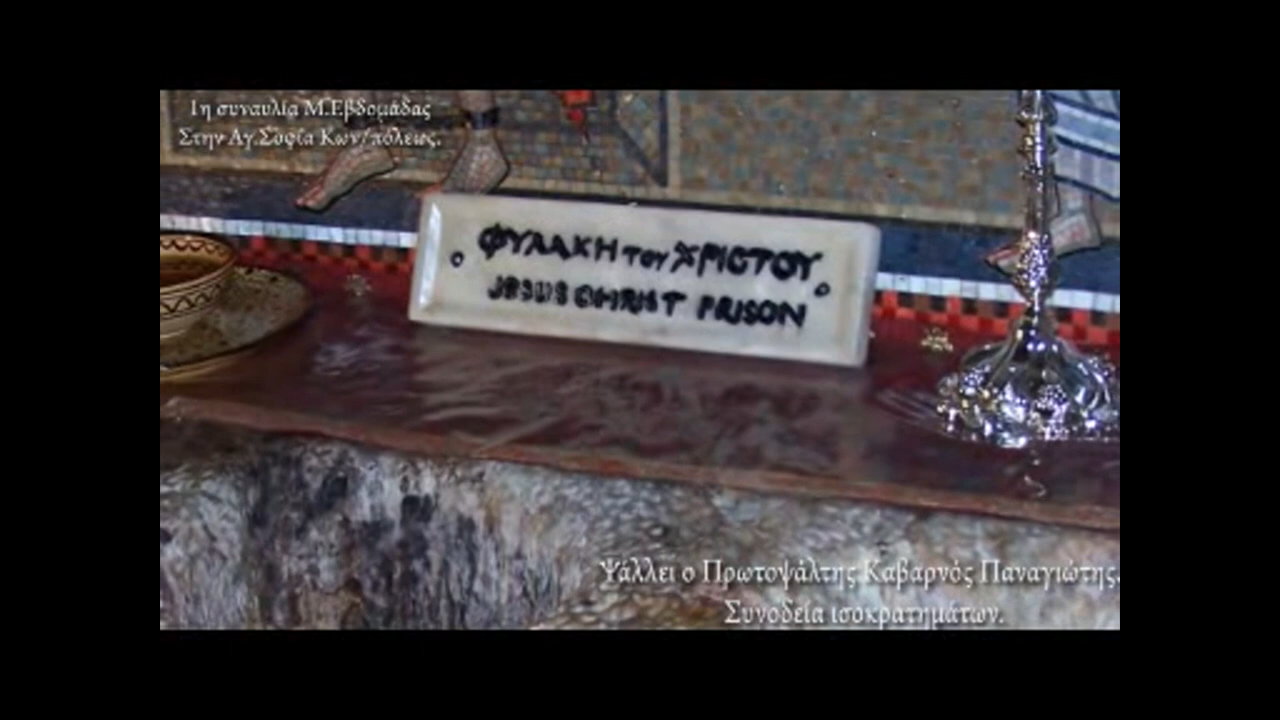 1η συναυλία Μ.Εβδομάδας
Στην Αγ.Σοφία Κων/πόλεως.
ΦΥΛΑΚΗ ΤΟΥ ΧΡΙCΤΟΥ
JESUS CHRIST PRISON
Ψάλλει ο Πρωτοψάλτης Καβαρνός Παναγιώτης.
Συνοδεία ισοκρατημάτων.